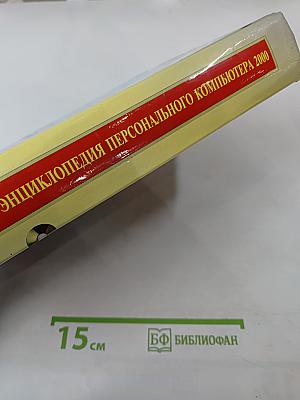 ЭНЦИКЛОПЕДИЯ ПЕРСОНАЛЬНОГО КОМПЬЮТЕРА 2000
15 см
БФ БИБЛИОФАН